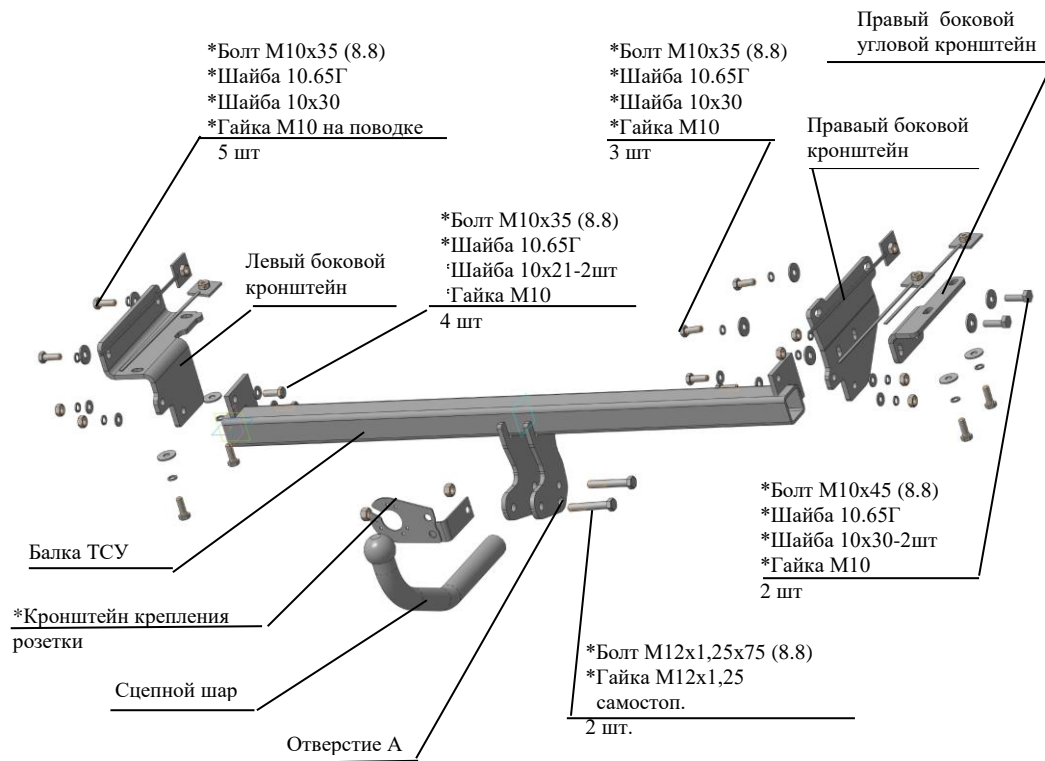 Правый боковой
угловой кронштейн
*Болт М10х35 (8.8)
*Шайба 10.65Г
*Шайба 10х30
*Гайка М10 на поводке
5 шт
*Болт М10х35 (8.8)
*Шайба 10.65Г
*Шайба 10х30
*Гайка М10
3 шт
Праваый боковой
кронштейн
*Болт М10х35 (8.8)
*Шайба 10.65Г
*Шайба 10х21-2шт
*Гайка М10
4 шт
Левый боковой
кронштейн
*Болт М10х45 (8.8)
*Шайба 10.65Г
*Шайба 10х30-2шт
*Гайка М10
2 шт
Балка ТСУ
*Кронштейн крепления
розетки
*Болт М12х1,25х75 (8.8)
*Гайка М12х1,25
самостоп.
2 шт.
Сцепной шар
Отверстие А